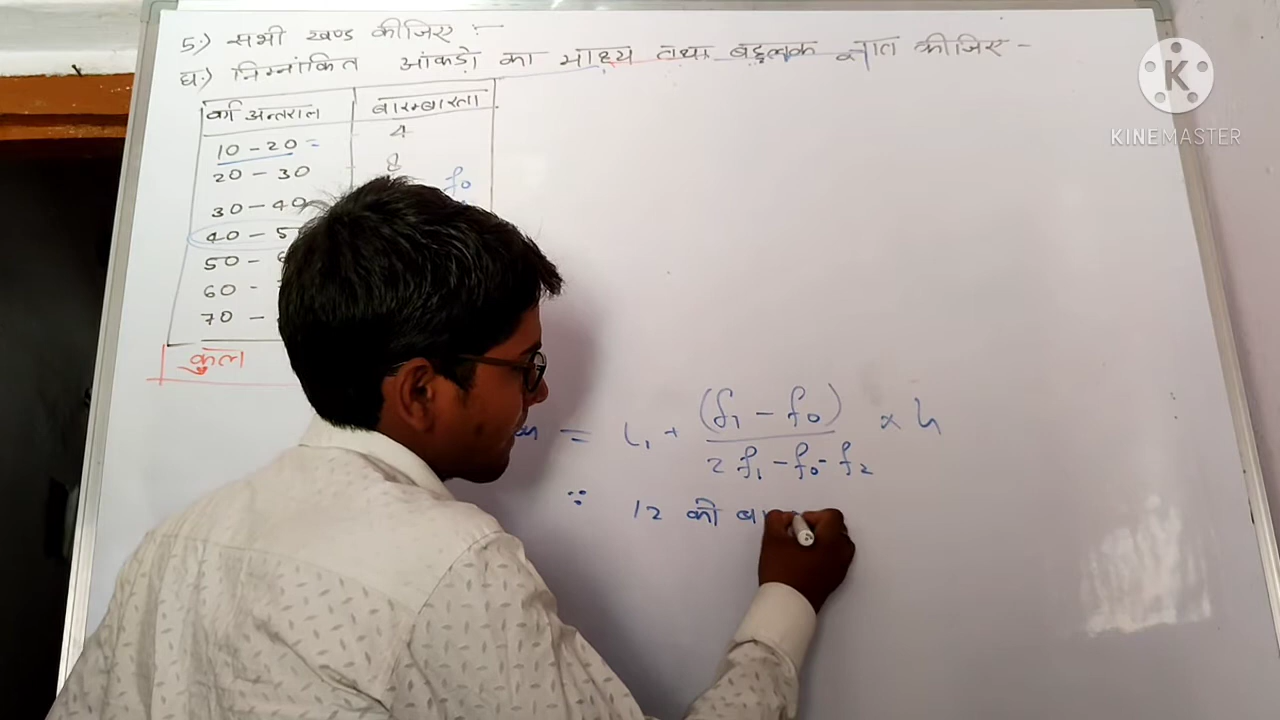 5:) सभी खण्ड कीजिए :-
घ:) निम्नांकित आंकडो का माध्य तथा बहुलक ज्ञात कीजिए -
वर्ग अन्तराल बारम्बारता
10 - 20 = 4
20 - 30 8
30 - 40 f₀
40 - 5
50 -
60 -
70 -
कुल
= l₁ + (f₁ - f₀) / 2f₁ - f₀ - f₂ × h
∵ 12 की
K
KINEMASTER